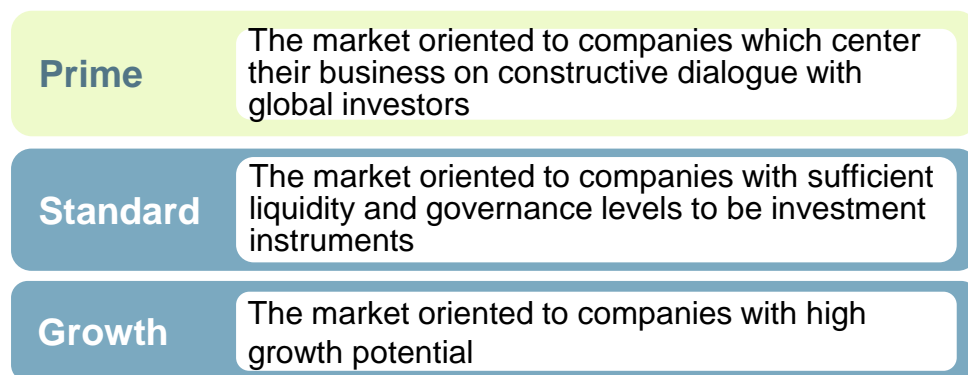 Prime
The market oriented to companies which center
their business on constructive dialogue with
global investors
Standard
The market oriented to companies with sufficient
liquidity and governance levels to be investment
instruments
Growth
The market oriented to companies with high
growth potential